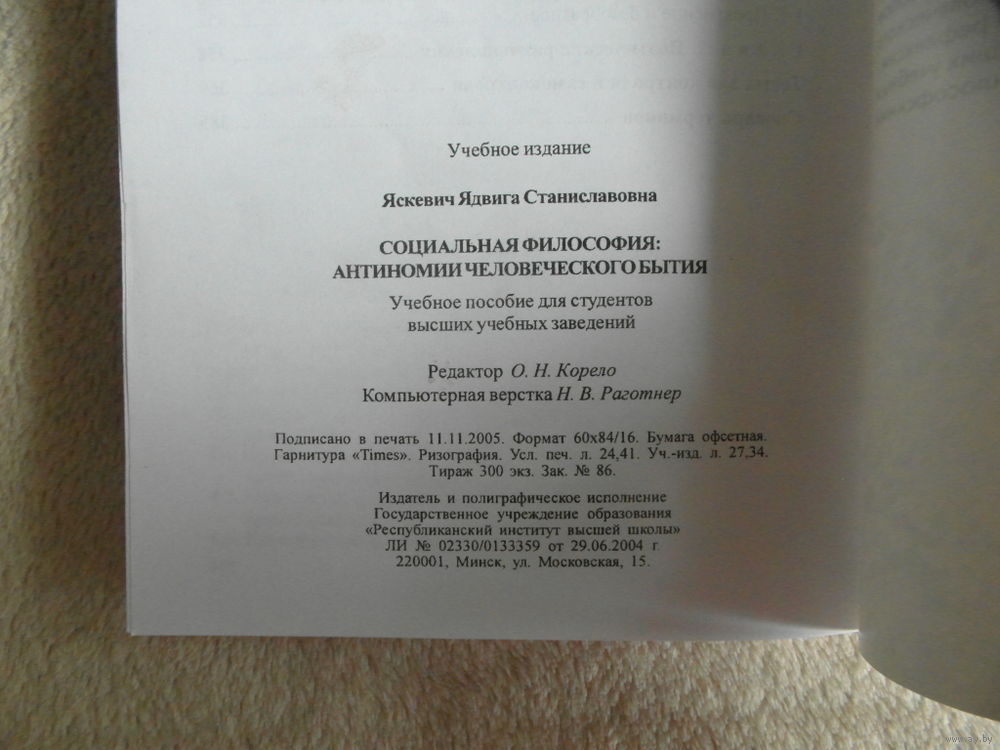 Учебное издание
Яскевич Ядвига Станиславовна
СОЦИАЛЬНАЯ ФИЛОСОФИЯ:
АНТИНОМИИ ЧЕЛОВЕЧЕСКОГО БЫТИЯ
Учебное пособие для студентов
высших учебных заведений
Редактор О. Н. Корело
Компьютерная верстка Н. В. Раготнер
Подписано в печать 11.11.2005. Формат 60х84/16. Бумага офсетная.
Гарнитура «Times». Ризография. Усл. печ. л. 24,41. Уч.-изд. л. 27,34.
Тираж 300 экз. Зак. № 86.
Издатель и полиграфическое исполнение
Государственное учреждение образования
«Республиканский институт высшей школы»
ЛИ № 02330/0133359 от 29.06.2004 г.
220001, Минск, ул. Московская, 15.
www.ay.by